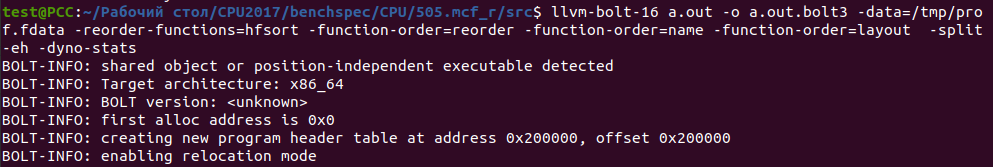 test@PCC:~/Рабочий стол/CPU2017/benchspec/CPU/505.mcf_r/src$ llvm-bolt-16 a.out -o a.out.bolt3 -data=/tmp/pro
f.fdata -reorder-functions=hfsort -function-order=reorder -function-order=name -function-order=layout  -split
-eh -dyno-stats
BOLT-INFO: shared object or position-independent executable detected
BOLT-INFO: Target architecture: x86_64
BOLT-INFO: BOLT version: <unknown>
BOLT-INFO: first alloc address is 0x0
BOLT-INFO: creating new program header table at address 0x200000, offset 0x200000
BOLT-INFO: enabling relocation mode